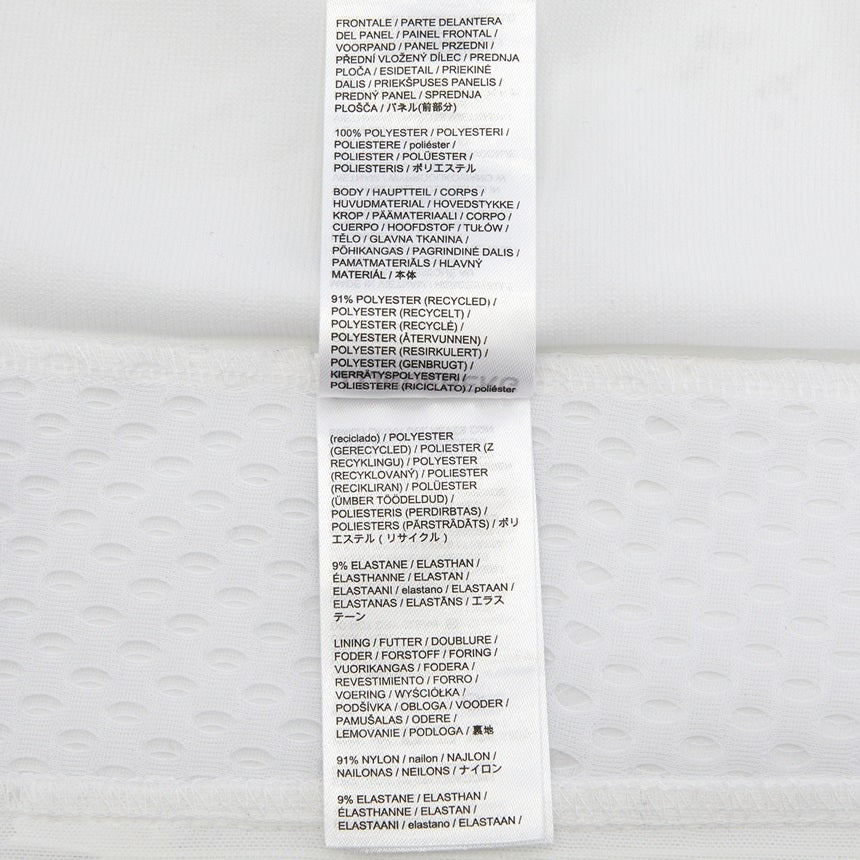 FRONTALE / PARTE DELANTERA
DEL PANEL / PAINEL FRONTAL /
VOORPAND / PANEL PRZEDNI /
PŘEDNÍ VLOŽENÝ DÍLEC / PREDNJA
PLOČA / ESIDETAIL / PRIEKINĖ
DALIS / PRIEKŠPUSES PANELIS /
PREDNÝ PANEL / SPREDNJA
PLOŠČA / パネル(前部分)
100% POLYESTER / POLYESTERI /
POLIESTERE / poliéster /
POLIESTER / POLÜESTER /
POLIESTERIS / ポリエステル
BODY / HAUPTTEIL / CORPS /
HUVUDMATERIAL / HOVEDSTYKKE /
KROP / PÄÄMATERIAALI / CORPO /
CUERPO / HOOFDSTOF / TUŁÓW /
TĚLO / GLAVNA TKANINA /
PÕHIKANGAS / PAGRINDINĖ DALIS /
PAMATMATERIĀLS / HLAVNÝ
MATERIÁL / 本体
91% POLYESTER (RECYCLED) /
POLYESTER (RECYCELT) /
POLYESTER (RECYCLÉ) /
POLYESTER (ÅTERVUNNEN) /
POLYESTER (RESIRKULERT) /
POLYESTER (GENBRUGT) /
KIERRÄTYSPOLYESTERI /
POLIESTERE (RICICLATO) / poliéster
(reciclado) / POLYESTER
(GERECYCLED) / POLIESTER (Z
RECYKLINGU) / POLYESTER
(RECYKLOVANÝ) / POLIESTER
(RECIKLIRAN) / POLÜESTER
(ÜMBER TÖÖDELDUD) /
POLIESTERIS (PERDIRBTAS) /
POLIESTERS (PĀRSTRĀDĀTS) / ポリ
エステル ( リサイクル )
9% ELASTANE / ELASTHAN /
ÉLASTHANNE / ELASTAN /
ELASTAANI / elastano / ELASTAAN /
ELASTANAS / ELASTĀNS / エラス
テーン
LINING / FUTTER / DOUBLURE /
FODER / FORSTOFF / FORING /
VUORIKANGAS / FODERA /
REVESTIMIENTO / FORRO /
VOERING / WYŚCIÓŁKA /
PODŠÍVKA / OBLOGA / VOODER /
PAMUŠALAS / ODERE /
LEMOVANIE / PODLOGA / 裏地
91% NYLON / nailon / NAJLON /
NAILONAS / NEILONS / ナイロン
9% ELASTANE / ELASTHAN /
ÉLASTHANNE / ELASTAN /
ELASTAANI / elastano / ELASTAAN /